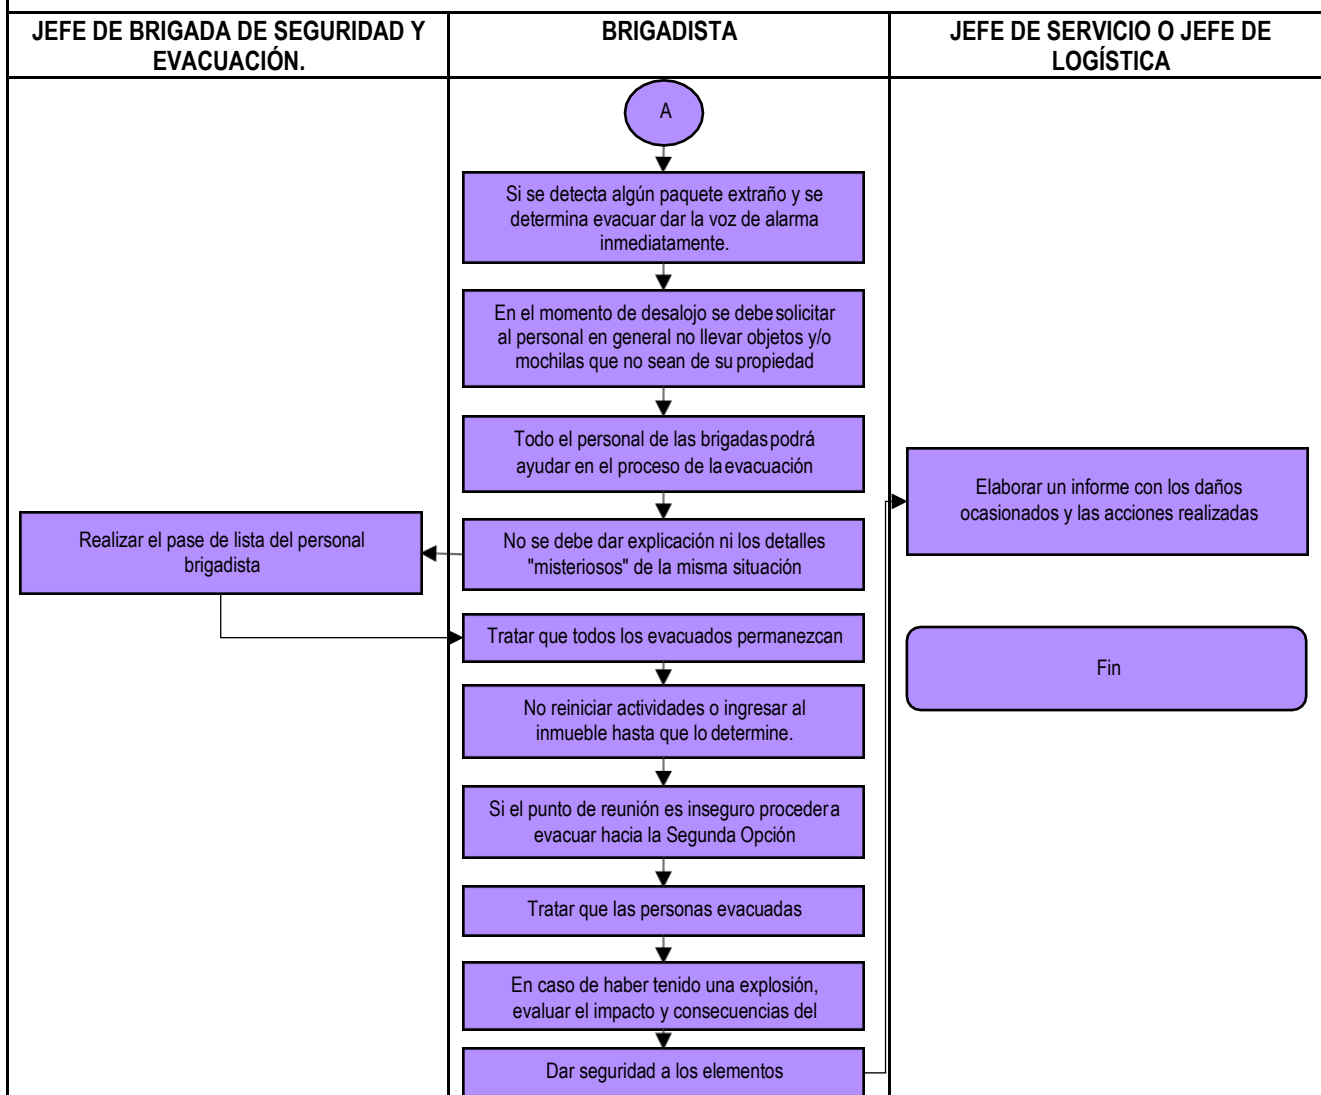 JEFE DE BRIGADA DE SEGURIDAD Y
EVACUACIÓN.
BRIGADISTA
JEFE DE SERVICIO O JEFE DE
LOGÍSTICA
A
Si se detecta algún paquete extraño y se
determina evacuar dar la voz de alarma
inmediatamente.
En el momento de desalojo se debe solicitar
al personal en general no llevar objetos y/o
mochilas que no sean de su propiedad
Todo el personal de las brigadas podrá
ayudar en el proceso de la evacuación
No se debe dar explicación ni los detalles
"misteriosos" de la misma situación
Realizar el pase de lista del personal
brigadista
Tratar que todos los evacuados permanezcan
No reiniciar actividades o ingresar al
inmueble hasta que lo determine.
Si el punto de reunión es inseguro proceder a
evacuar hacia la Segunda Opción
Tratar que las personas evacuadas
En caso de haber tenido una explosión,
evaluar el impacto y consecuencias del
Dar seguridad a los elementos
Elaborar un informe con los daños
ocasionados y las acciones realizadas
Fin